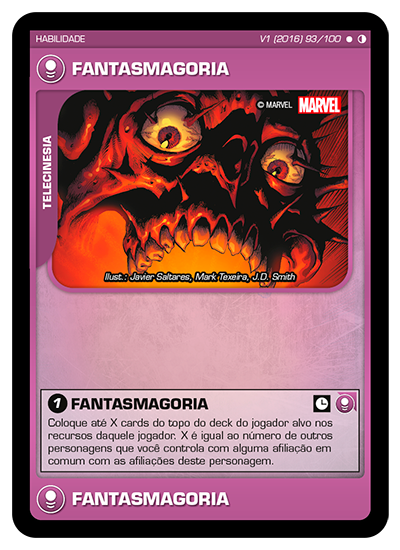 HABILIDADE
V1 (2016) 93/100
FANTASMAGORIA
© MARVEL MARVEL
TELECINESIA
Ilust.: Javier Saltares, Mark Texeira, J.D. Smith
1 FANTASMAGORIA
Coloque até X cards do topo do deck do jogador alvo nos
recursos daquele jogador. X é igual ao número de outros
personagens que você controla com alguma afiliação em
comum com as afiliações deste personagem.
FANTASMAGORIA